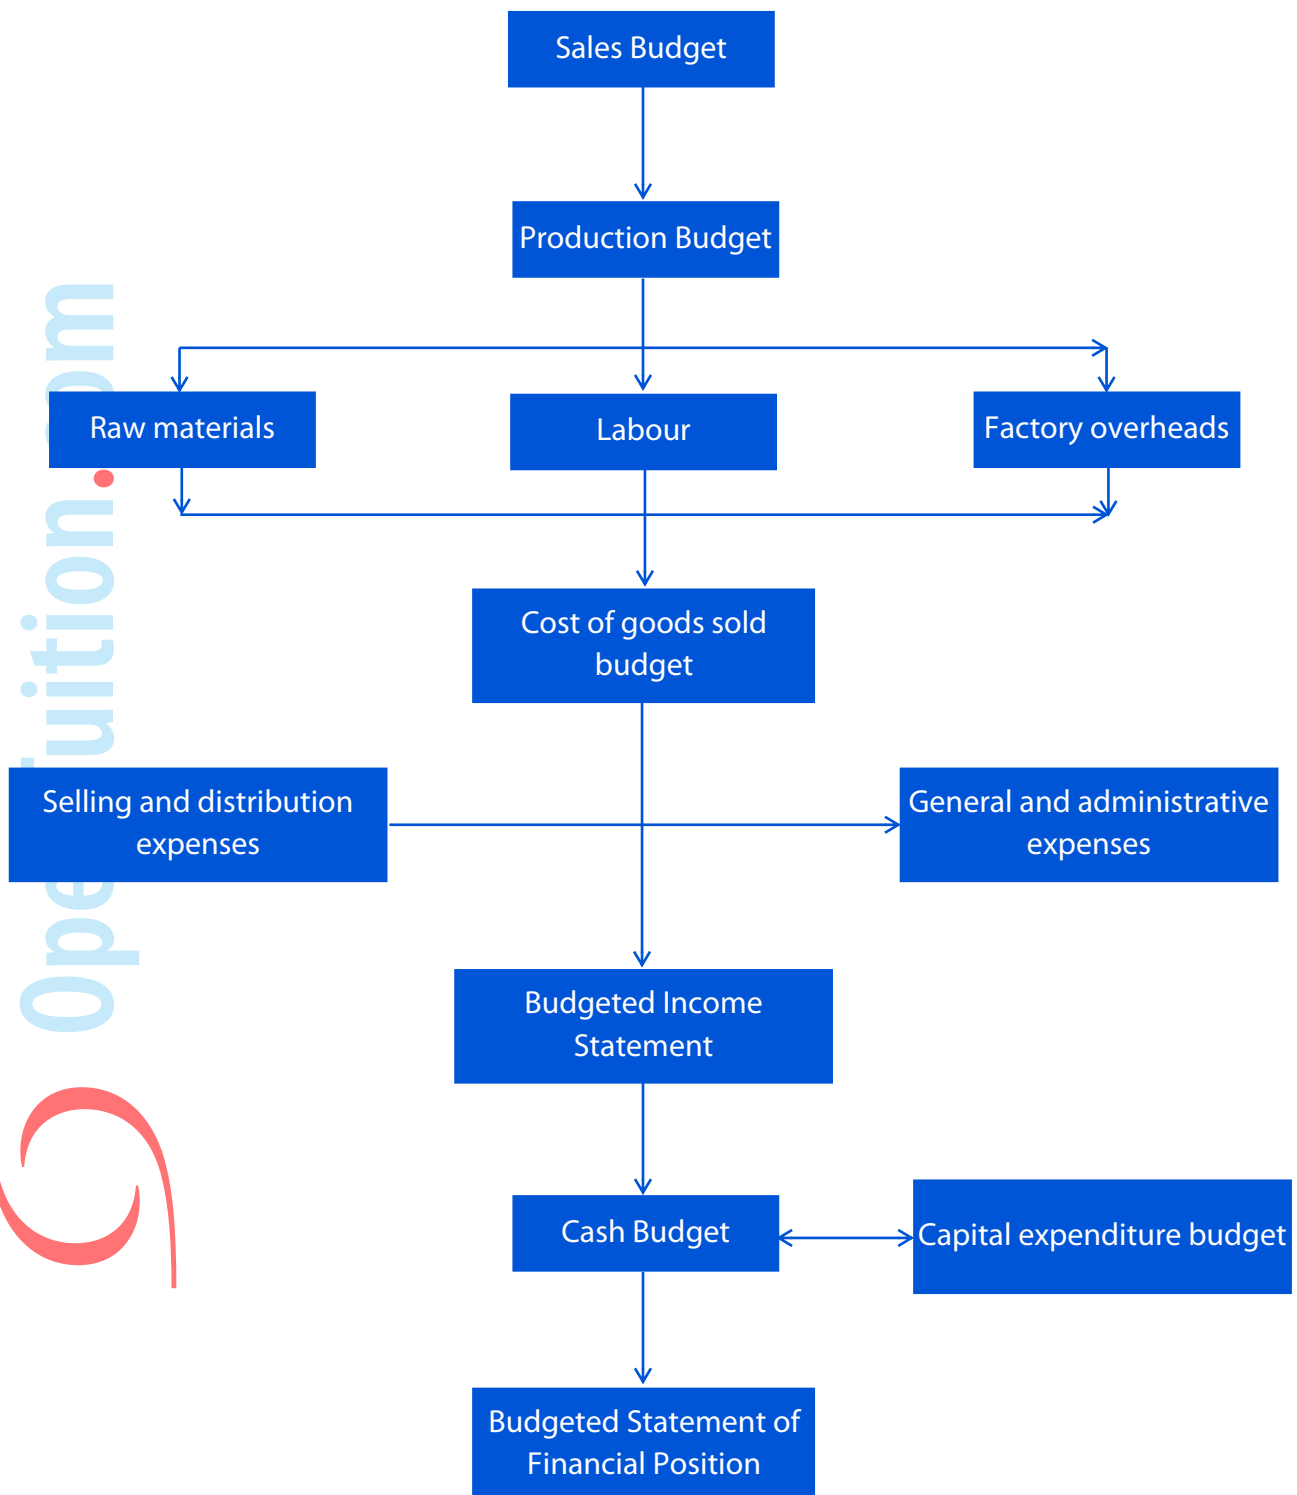 Sales Budget
Production Budget
Raw materials
Labour
Factory overheads
Cost of goods sold
budget
Selling and distribution
expenses
General and administrative
expenses
Budgeted Income
Statement
Cash Budget
Capital expenditure budget
Budgeted Statement of
Financial Position